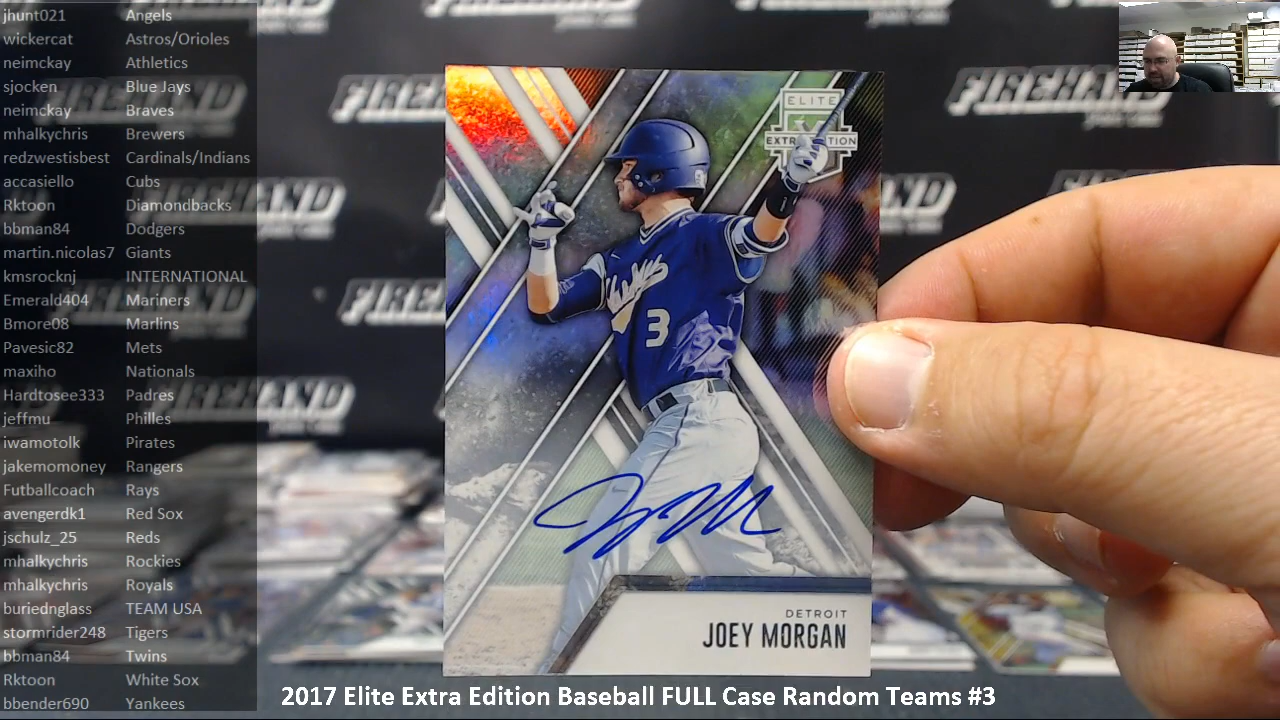 jhunt021 Angels
wickercat Astros/Orioles
neimckay Athletics
sjocken Blue Jays
neimckay Braves
mhalkychris Brewers
redzwestisbest Cardinals/Indians
accasiello Cubs
Rktoon Diamondbacks
bbman84 Dodgers
martin.nicolas7 Giants
kmsrocknj INTERNATIONAL
Emerald404 Mariners
Bmore08 Marlins
Pavesic82 Mets
maxiho Nationals
Hardtosee333 Padres
jeffmu Philles
iwamotolk Pirates
jakemomoney Rangers
Futballcoach Rays
avengerdk1 Red Sox
jschulz_25 Reds
mhalkychris Rockies
mhalkychris Royals
buriednglass TEAM USA
stormrider248 Tigers
bbman84 Twins
Rktoon White Sox
bbender690 Yankees
FIREHAND
ELITE
EXTRA EDITION
3
DETROIT
JOEY MORGAN
2017 Elite Extra Edition Baseball FULL Case Random Teams #3